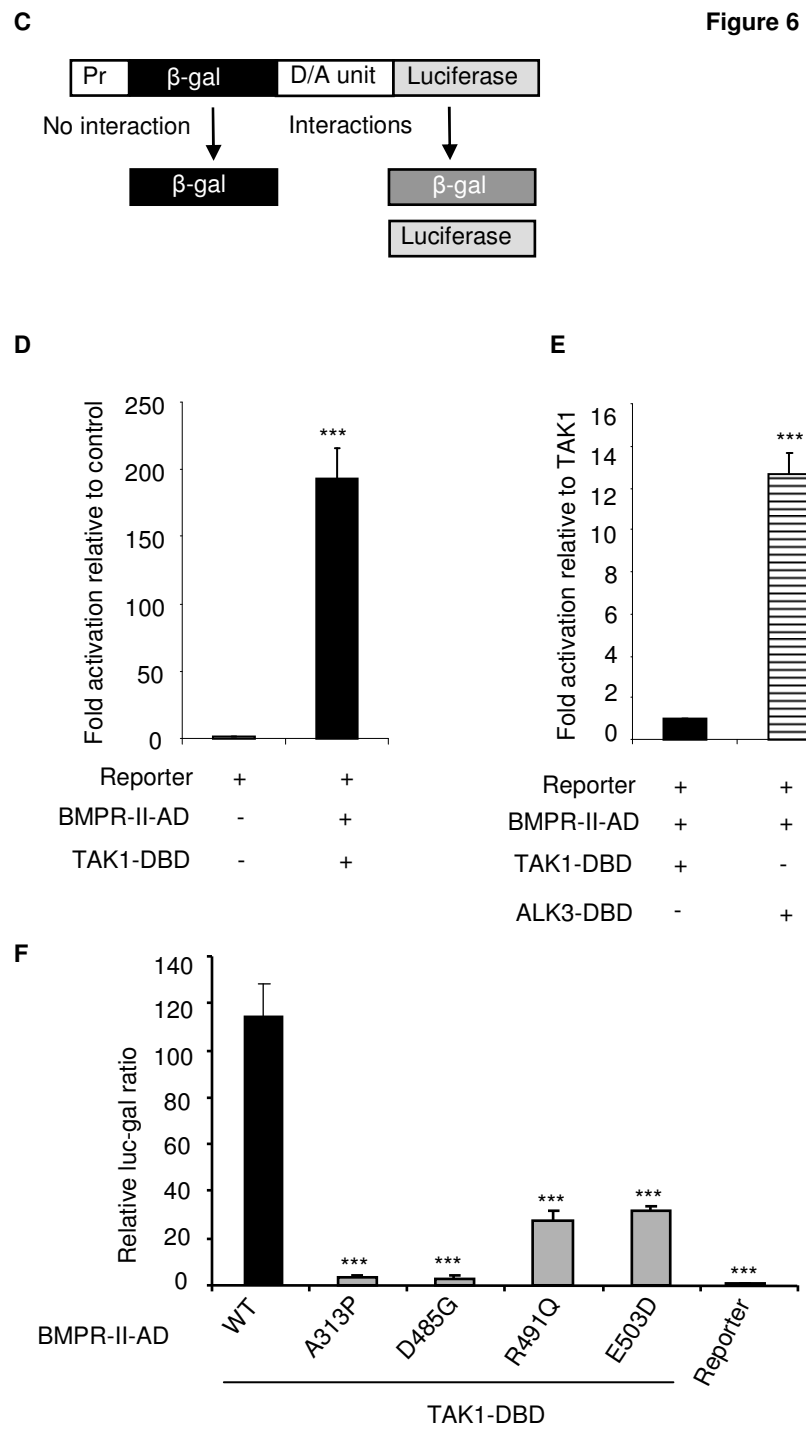 C
Figure 6
Pr β-gal D/A unit Luciferase
No interaction Interactions
β-gal β-gal
Luciferase
D
Fold activation relative to control
250
200
150
100
50
0
***
Reporter + +
BMPR-II-AD - +
TAK1-DBD - +
E
Fold activation relative to TAK1
16
14
12
10
8
6
4
2
0
***
Reporter + +
BMPR-II-AD + +
TAK1-DBD + -
ALK3-DBD - +
F
Relative luc-gal ratio
140
120
100
80
60
40
20
0
*** *** *** *** ***
BMPR-II-AD WT A313P D485G R491Q E503D Reporter
TAK1-DBD